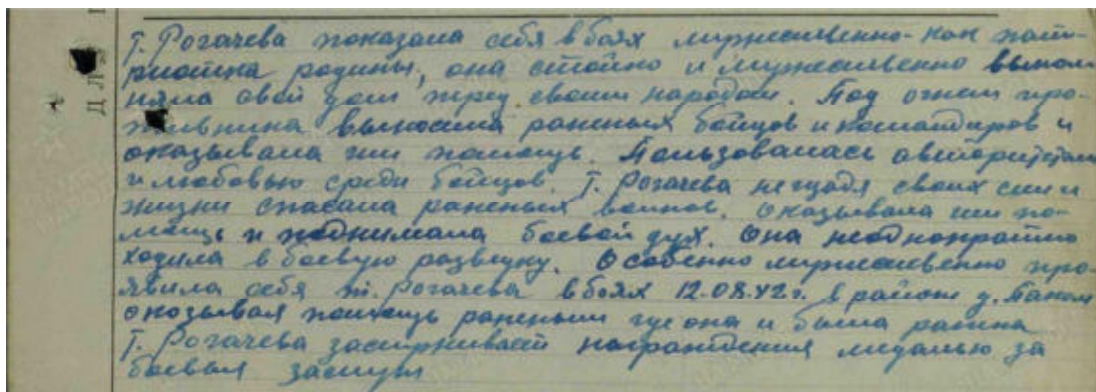 Т. Рогачева показала себя в боях мужественно-как пат-
риотка родины, она стойно и мужественно выпол-
няла свой долг перед своим народом. Под огнем про-
тивника выносила раненых бойцов и командиров и
оказывала им помощь. Пользовалась авторитетом
и любовью среди бойцов. Т. Рогачева не щадя своих сил и
жизни спасала раненых воинов. Оказывала им по-
мощь и поднимала боевой дух. Она неоднократно
ходила в боевую разведку. Особенно мужественно про-
явила себя т. Рогачева в боях 12.08.42г. в районе д.
оказывая помощь раненым где она и была ранена
Т. Рогачева заслуживает награждения медалью за
боевые заслуги